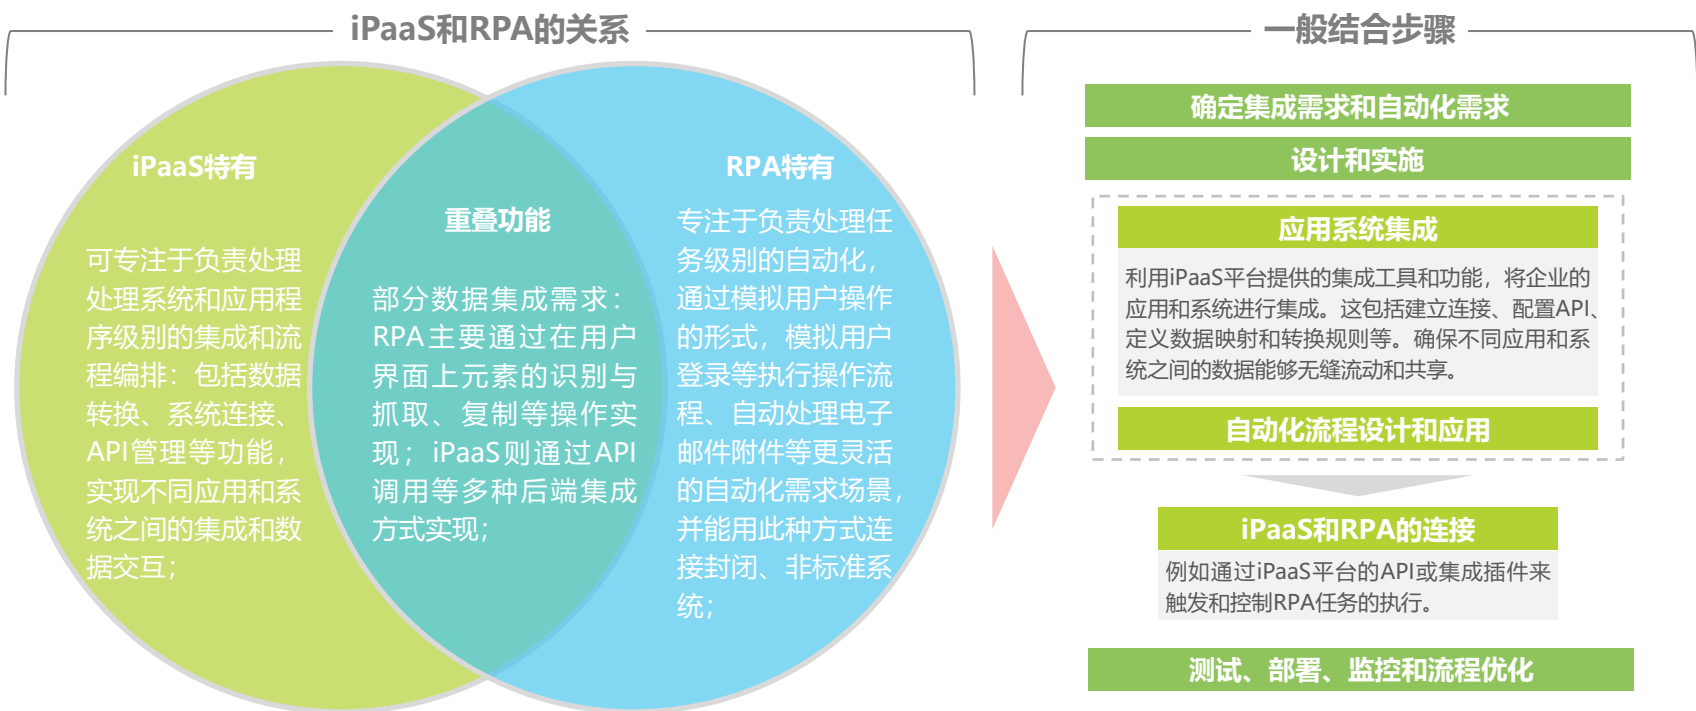 iPaaS和RPA的关系
iPaaS特有
可专注于负责处理
处理系统和应用程
序级别的集成和流
程编排：包括数据
转换、系统连接、
API管理等功能，
实现不同应用和系
统之间的集成和数
据交互；
重叠功能
部分数据集成需求：
RPA主要通过在用户
界面上元素的识别与
抓取、复制等操作实
现；iPaaS则通过API
调用等多种后端集成
方式实现；
RPA特有
专注于负责处理任
务级别的自动化，
通过模拟用户操作
的形式，模拟用户
登录等执行操作流
程、自动处理电子
邮件附件等更灵活
的自动化需求场景，
并能用此种方式连
接封闭、非标准系
统；
一般结合步骤
确定集成需求和自动化需求
设计和实施
应用系统集成
利用iPaaS平台提供的集成工具和功能，将企业的
应用和系统进行集成。这包括建立连接、配置API、
定义数据映射和转换规则等。确保不同应用和系
统之间的数据能够无缝流动和共享。
自动化流程设计和应用
iPaaS和RPA的连接
例如通过iPaaS平台的API或集成插件来
触发和控制RPA任务的执行。
测试、部署、监控和流程优化